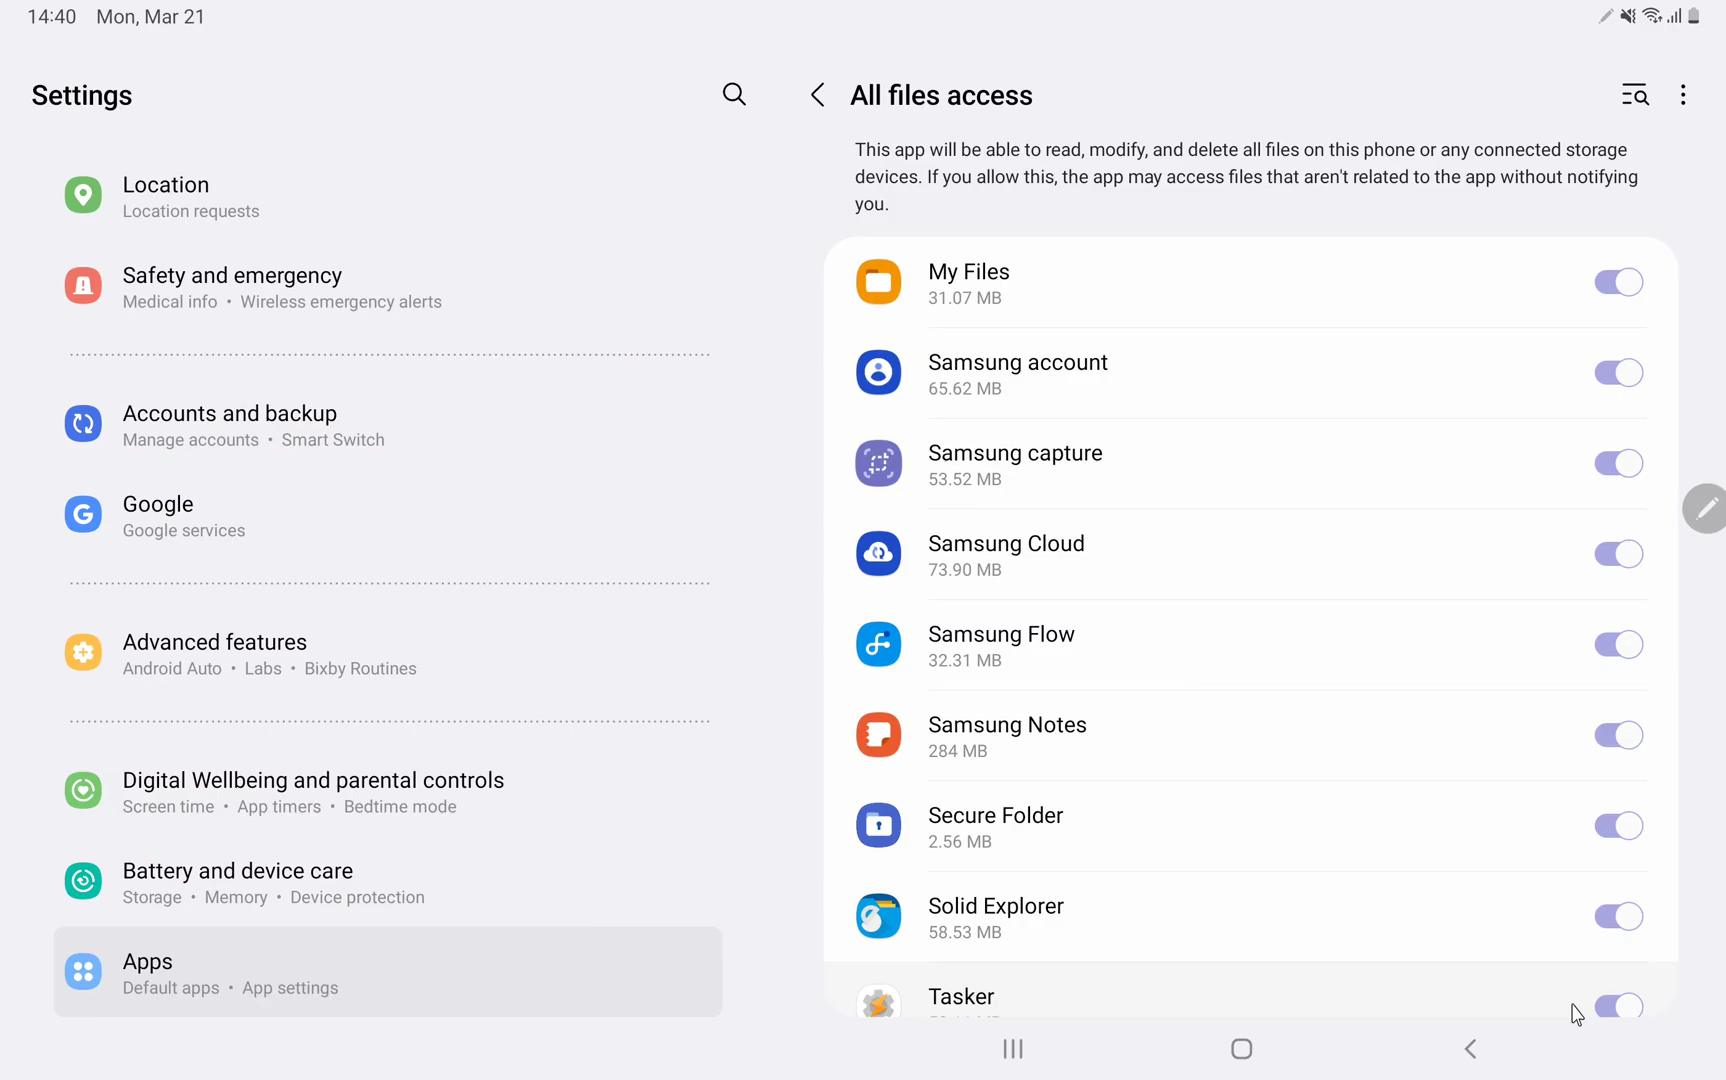 14:40 Mon, Mar 21
Settings
Location
Location requests
Safety and emergency
Medical info • Wireless emergency alerts
Accounts and backup
Manage accounts • Smart Switch
Google
Google services
Advanced features
Android Auto • Labs • Bixby Routines
Digital Wellbeing and parental controls
Screen time • App timers • Bedtime mode
Battery and device care
Storage • Memory • Device protection
Apps
Default apps • App settings
All files access
This app will be able to read, modify, and delete all files on this phone or any connected storage
devices. If you allow this, the app may access files that aren't related to the app without notifying
you.
My Files
31.07 MB
Samsung account
65.62 MB
Samsung capture
53.52 MB
Samsung Cloud
73.90 MB
Samsung Flow
32.31 MB
Samsung Notes
284 MB
Secure Folder
2.56 MB
Solid Explorer
58.53 MB
Tasker